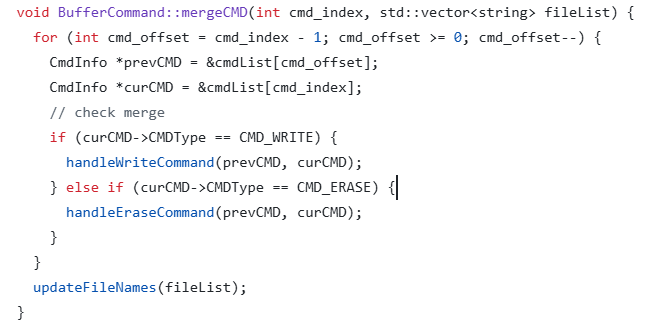 void BufferCommand::mergeCMD(int cmd_index, std::vector<string> fileList) {
  for (int cmd_offset = cmd_index - 1; cmd_offset >= 0; cmd_offset--) {
    CmdInfo *prevCMD = &cmdList[cmd_offset];
    CmdInfo *curCMD = &cmdList[cmd_index];
    // check merge
    if (curCMD->CMDType == CMD_WRITE) {
      handleWriteCommand(prevCMD, curCMD);
    } else if (curCMD->CMDType == CMD_ERASE) {
      handleEraseCommand(prevCMD, curCMD);
    }
  }
  updateFileNames(fileList);
}